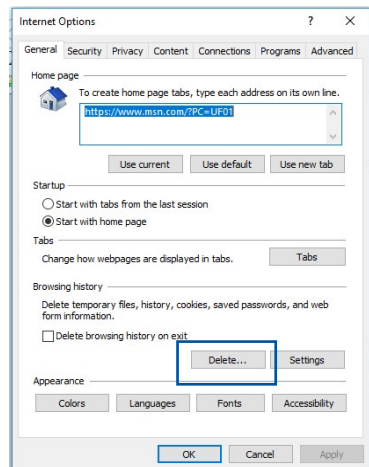 Internet Options ? X
General Security Privacy Content Connections Programs Advanced
Home page
To create home page tabs, type each address on its own line.
https://www.msn.com/?PC=UF01
Use current Use default Use new tab
Startup
Start with tabs from the last session
Start with home page
Tabs
Change how webpages are displayed in tabs. Tabs
Browsing history
Delete temporary files, history, cookies, saved passwords, and web
form information.
Delete browsing history on exit
Delete... Settings
Appearance
Colors Languages Fonts Accessibility
OK Cancel Apply